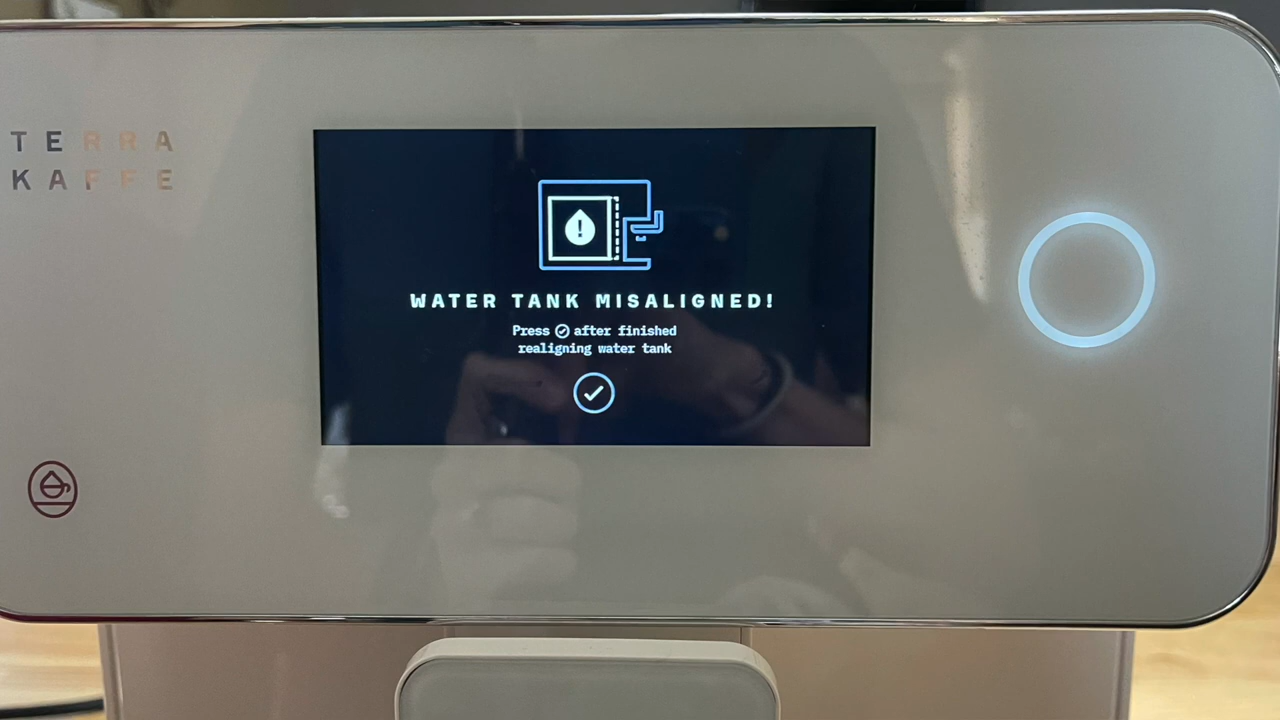 TERRA
KAFFE
!
WATER TANK MISALIGNED!
Press ✓ after finished
realigning water tank